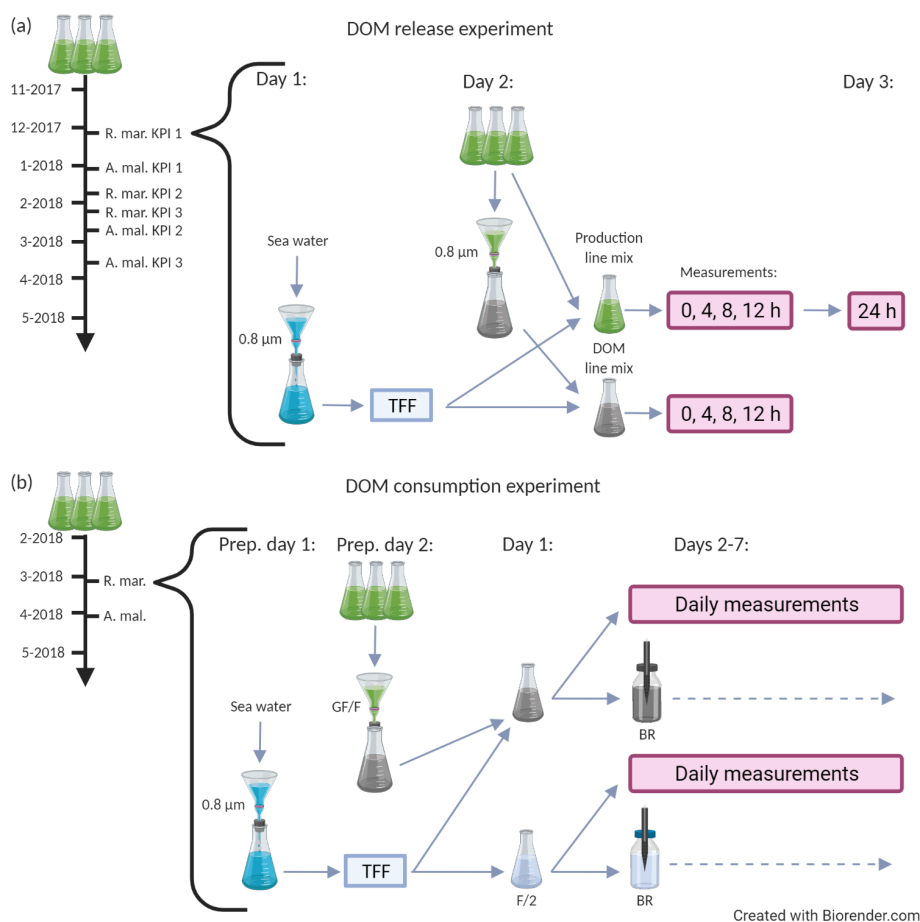 (a)
DOM release experiment
11-2017
12-2017
1-2018
2-2018
3-2018
4-2018
5-2018
R. mar. KPI 1
A. mal. KPI 1
R. mar. KPI 2
R. mar. KPI 3
A. mal. KPI 2
A. mal. KPI 3
Day 1:
Sea water
0.8 µm
TFF
Day 2:
0.8 µm
Production
line mix
DOM
line mix
Measurements:
0, 4, 8, 12 h
0, 4, 8, 12 h
Day 3:
24 h
(b)
DOM consumption experiment
2-2018
3-2018
4-2018
5-2018
R. mar.
A. mal.
Prep. day 1:
Sea water
0.8 µm
TFF
Prep. day 2:
GF/F
Day 1:
F/2
Days 2-7:
Daily measurements
BR
Daily measurements
BR
Created with Biorender.com